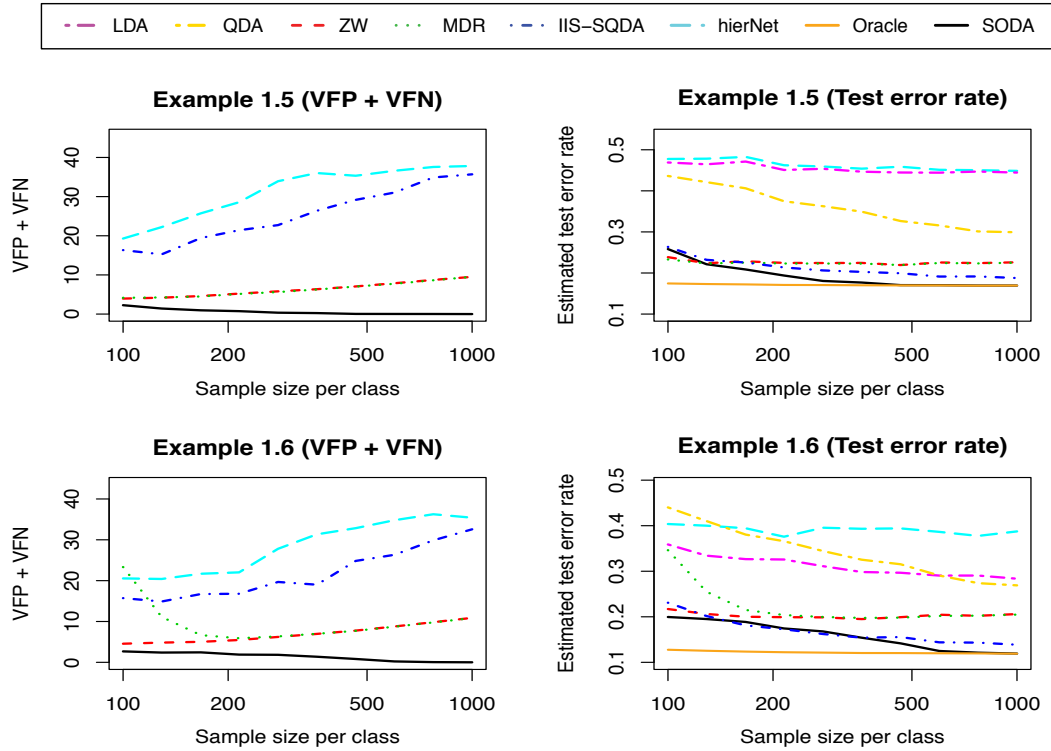 LDA QDA ZW MDR IIS−SQDA hierNet Oracle SODA
Example 1.5 (VFP + VFN)
VFP + VFN
0 10 20 30 40
100 200 500 1000
Sample size per class
Example 1.5 (Test error rate)
Estimated test error rate
0.1 0.3 0.5
100 200 500 1000
Sample size per class
Example 1.6 (VFP + VFN)
VFP + VFN
0 10 20 30 40
100 200 500 1000
Sample size per class
Example 1.6 (Test error rate)
Estimated test error rate
0.1 0.2 0.3 0.4 0.5
100 200 500 1000
Sample size per class